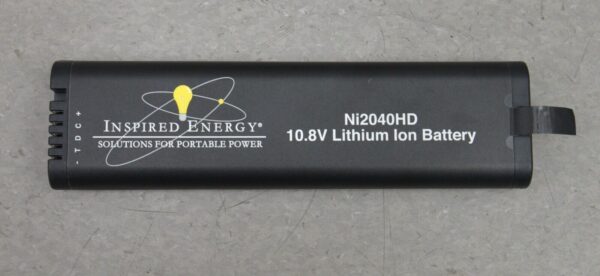 - T D C +
INSPIRED ENERGY®
SOLUTIONS FOR PORTABLE POWER
Ni2040HD
10.8V Lithium Ion Battery